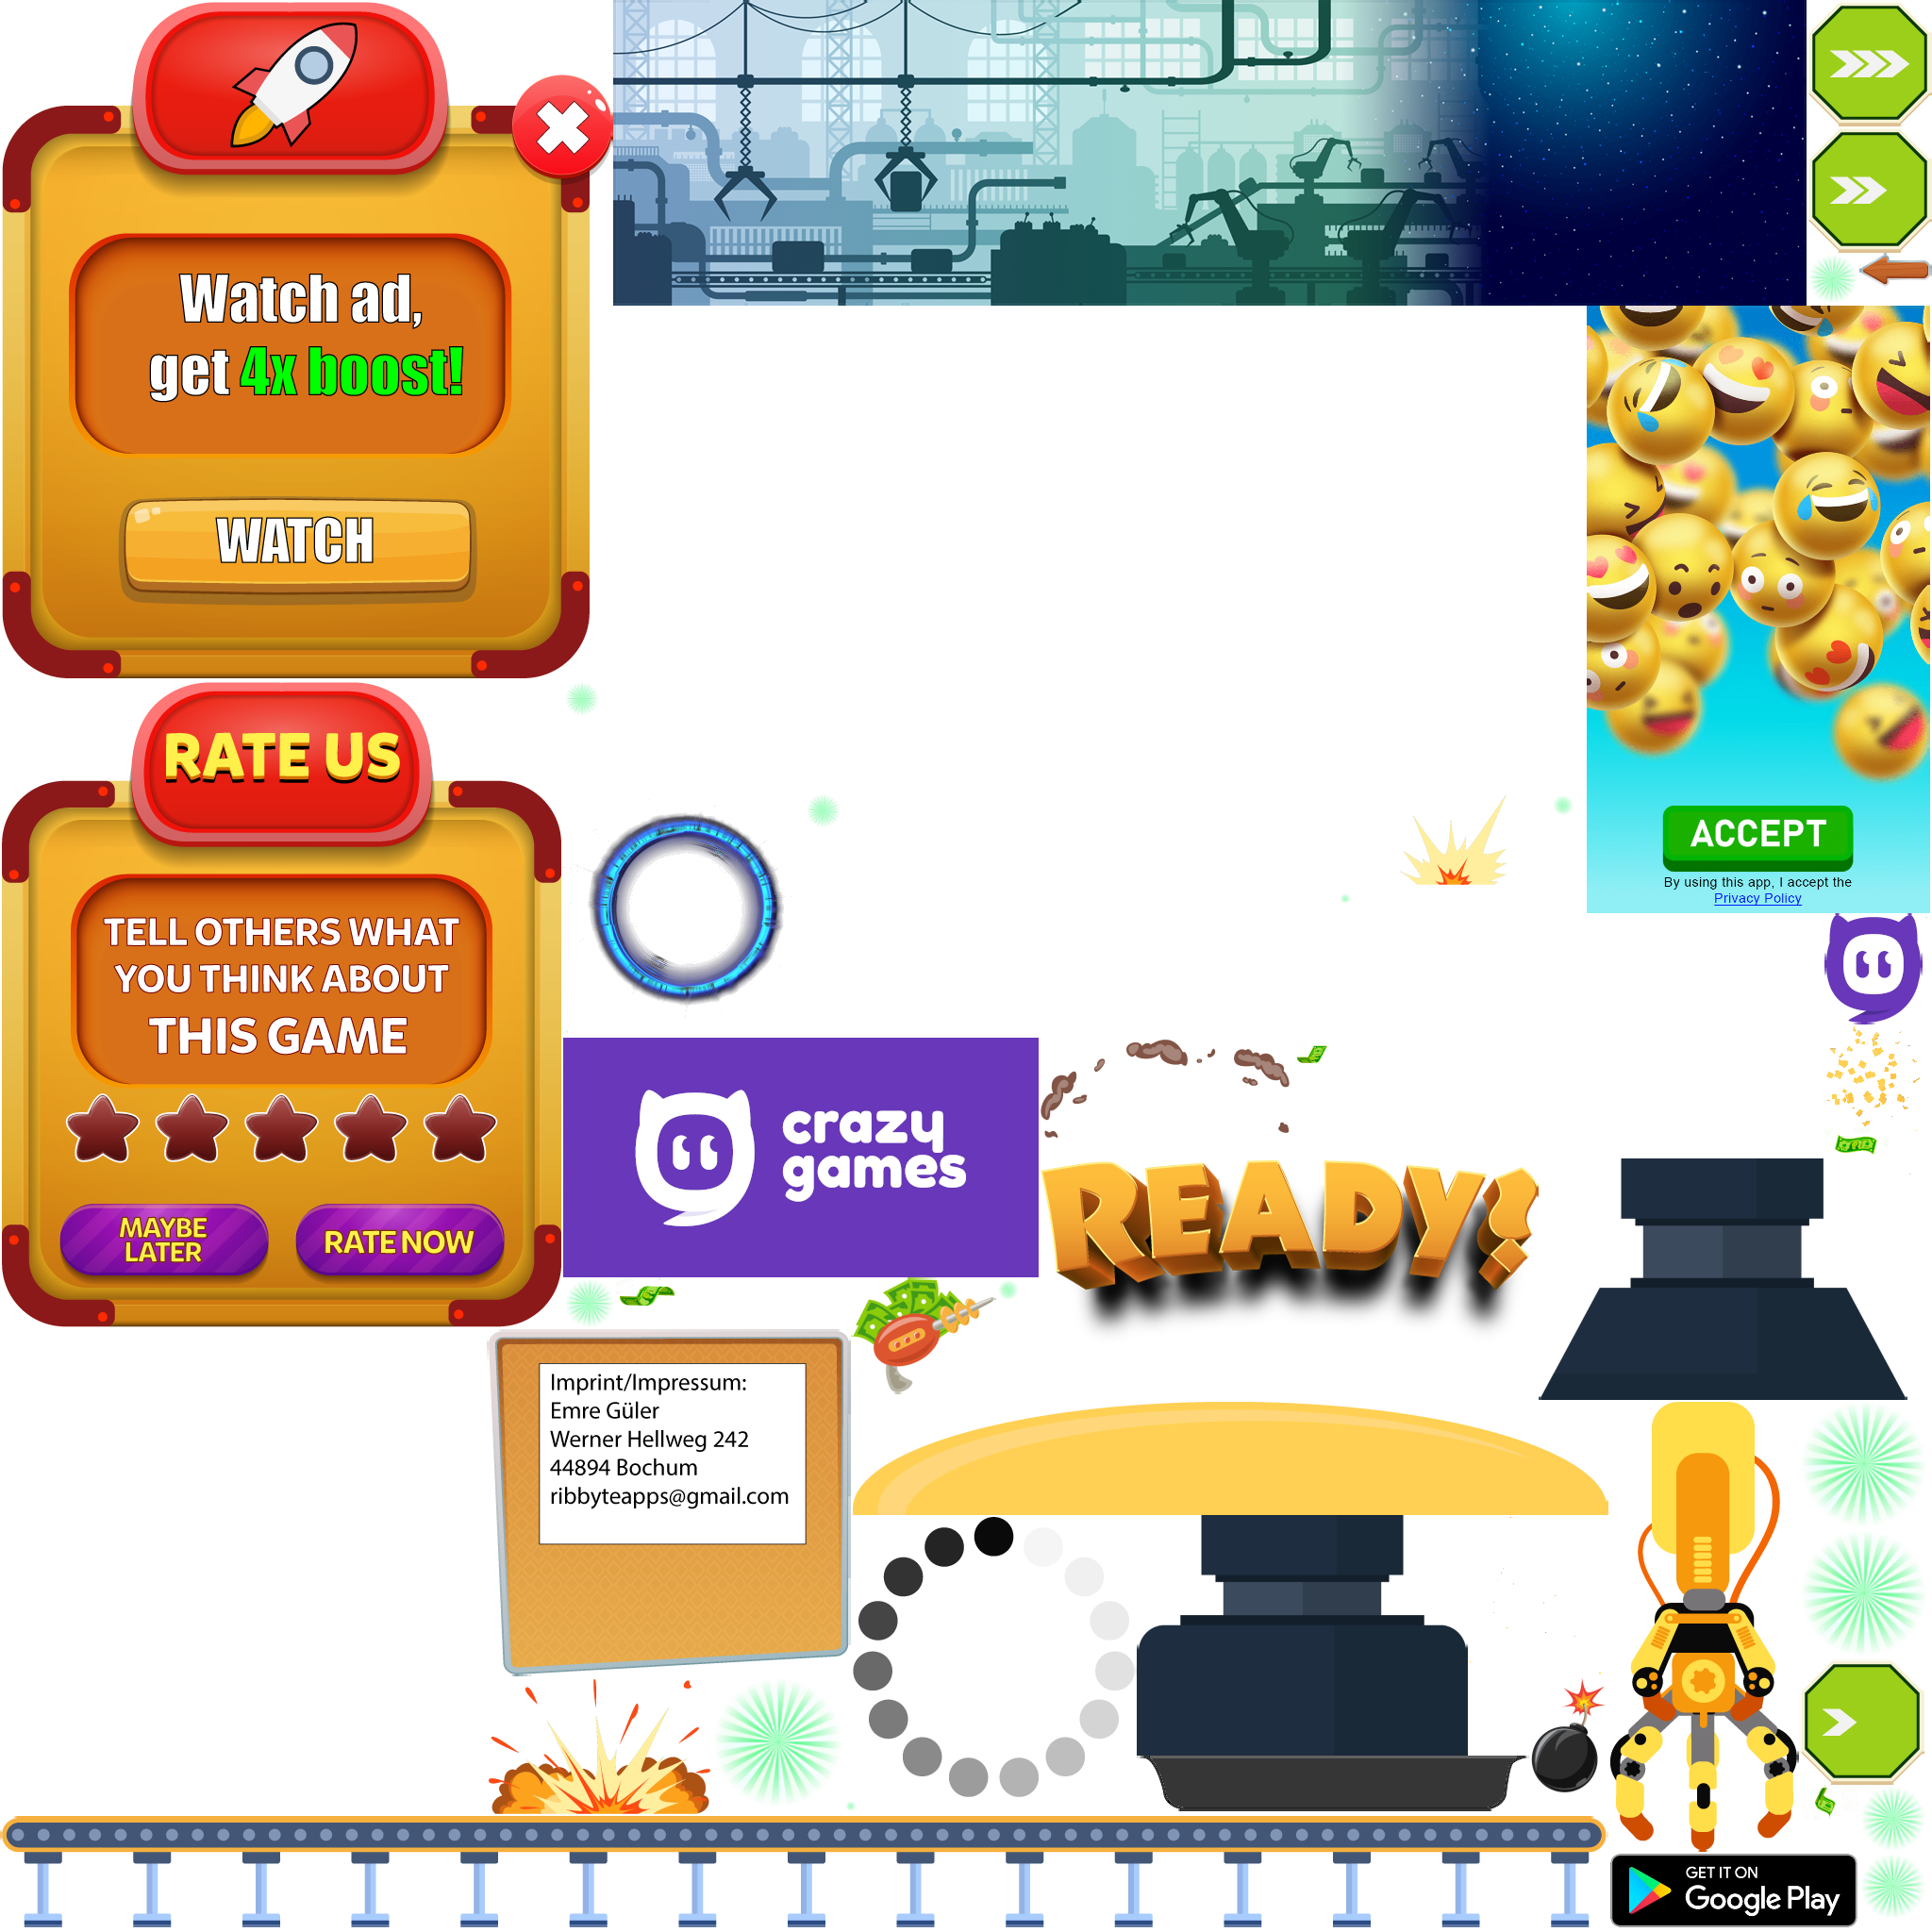 Watch ad,
get 4x boost!
WATCH
RATE US
TELL OTHERS WHAT
YOU THINK ABOUT
THIS GAME
MAYBE
LATER
RATE NOW
ACCEPT
By using this app, I accept the
Privacy Policy
crazy
games
READY?
Imprint/Impressum:
Emre Güler
Werner Hellweg 242
44894 Bochum
ribbyteapps@gmail.com
GET IT ON
Google Play